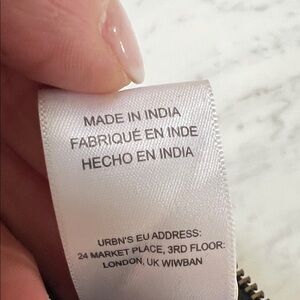 MADE IN INDIA
FABRIQUÉ EN INDE
HECHO EN INDIA
URBN'S EU ADDRESS:
24 MARKET PLACE, 3RD FLOOR:
LONDON, UK WIWBAN